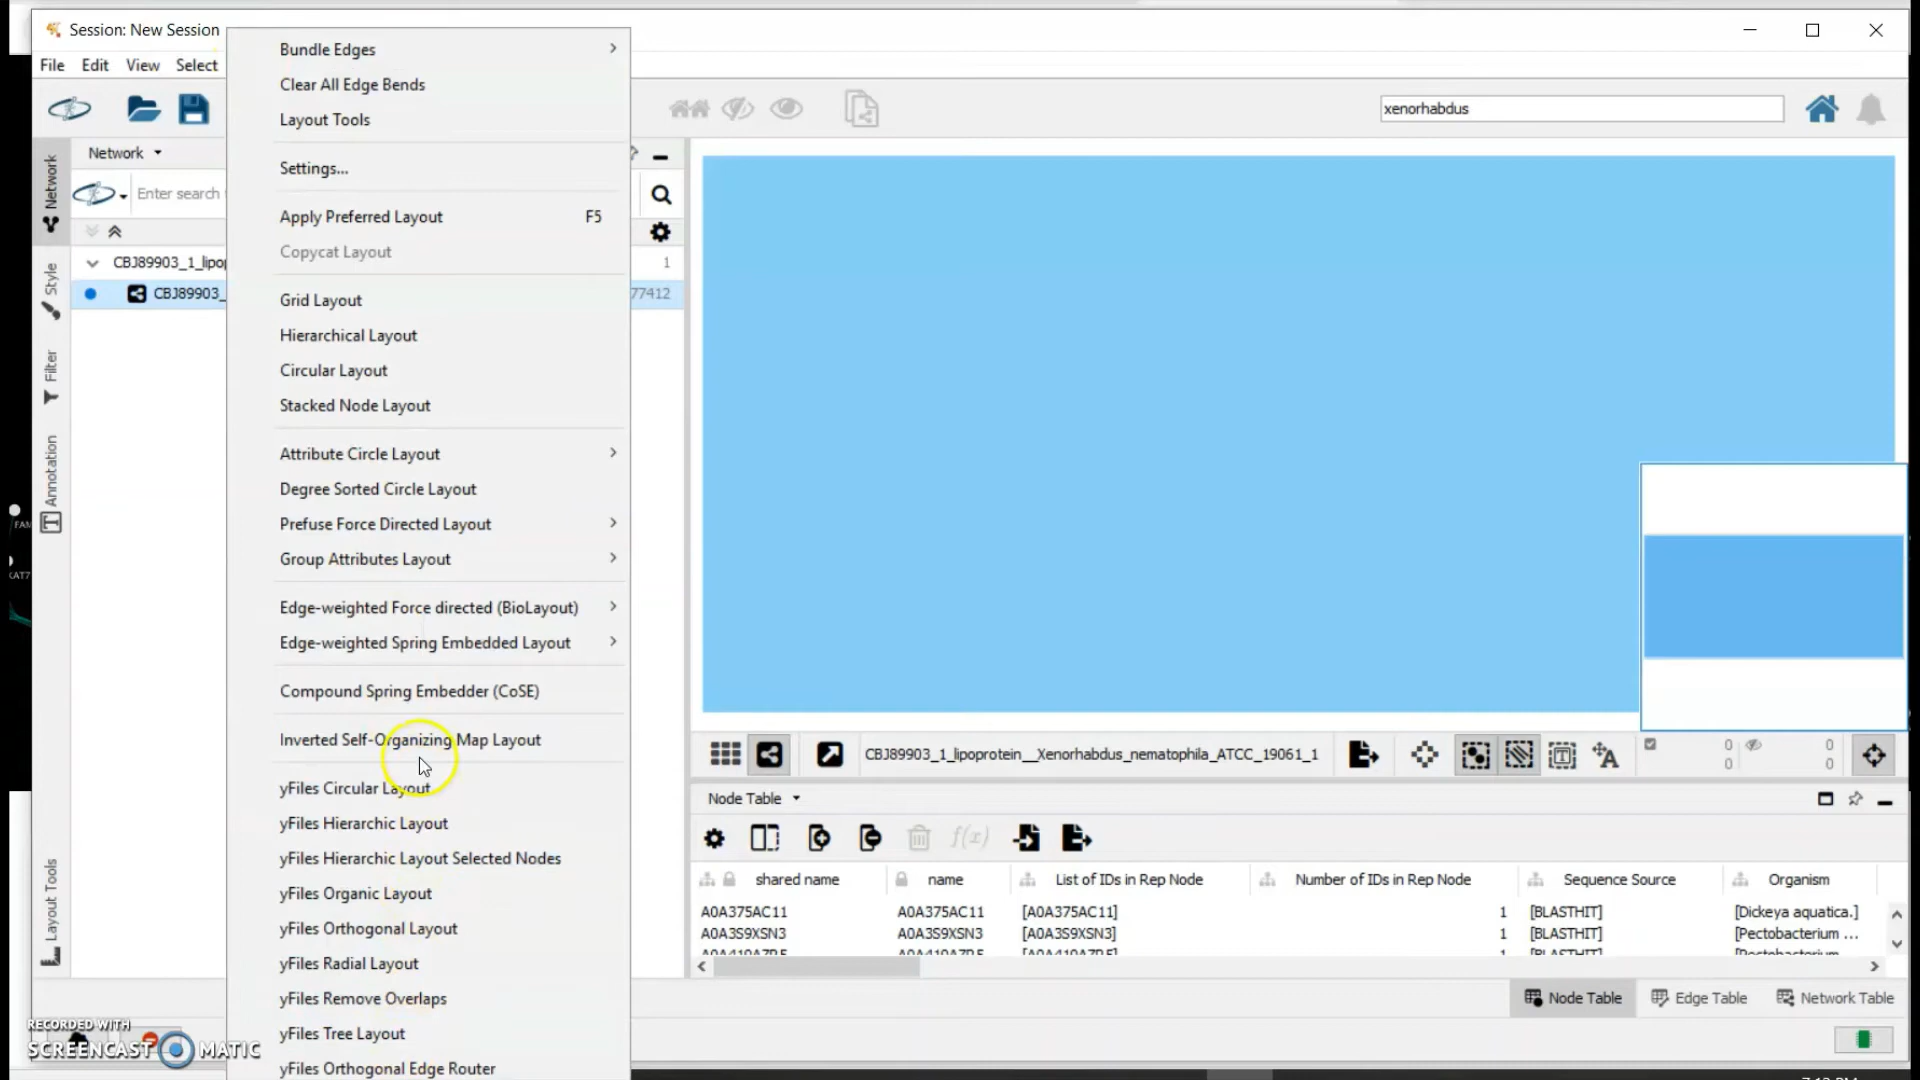 Session: New Session
File Edit View Select
xenorhabdus
Network
Enter search
CBJ89903_1_lipo
1
CBJ89903_
77412
Network
Style
Filter
Annotation
Layout Tools
Bundle Edges
Clear All Edge Bends
Layout Tools
Settings...
Apply Preferred Layout F5
Copycat Layout
Grid Layout
Hierarchical Layout
Circular Layout
Stacked Node Layout
Attribute Circle Layout
Degree Sorted Circle Layout
Prefuse Force Directed Layout
Group Attributes Layout
Edge-weighted Force directed (BioLayout)
Edge-weighted Spring Embedded Layout
Compound Spring Embedder (CoSE)
Inverted Self-Organizing Map Layout
yFiles Circular Layout
yFiles Hierarchic Layout
yFiles Hierarchic Layout Selected Nodes
yFiles Organic Layout
yFiles Orthogonal Layout
yFiles Radial Layout
yFiles Remove Overlaps
yFiles Tree Layout
yFiles Orthogonal Edge Router
CBJ89903_1_lipoprotein__Xenorhabdus_nematophila_ATCC_19061_1
0 0
0 0
Node Table
f(x)
shared name name List of IDs in Rep Node Number of IDs in Rep Node Sequence Source Organism
A0A375AC11 A0A375AC11 [A0A375AC11] 1 [BLASTHIT] [Dickeya aquatica.]
A0A3S9XSN3 A0A3S9XSN3 [A0A3S9XSN3] 1 [BLASTHIT] [Pectobacterium ...
Node Table Edge Table Network Table
RECORDED WITH
SCREENCAST MATIC